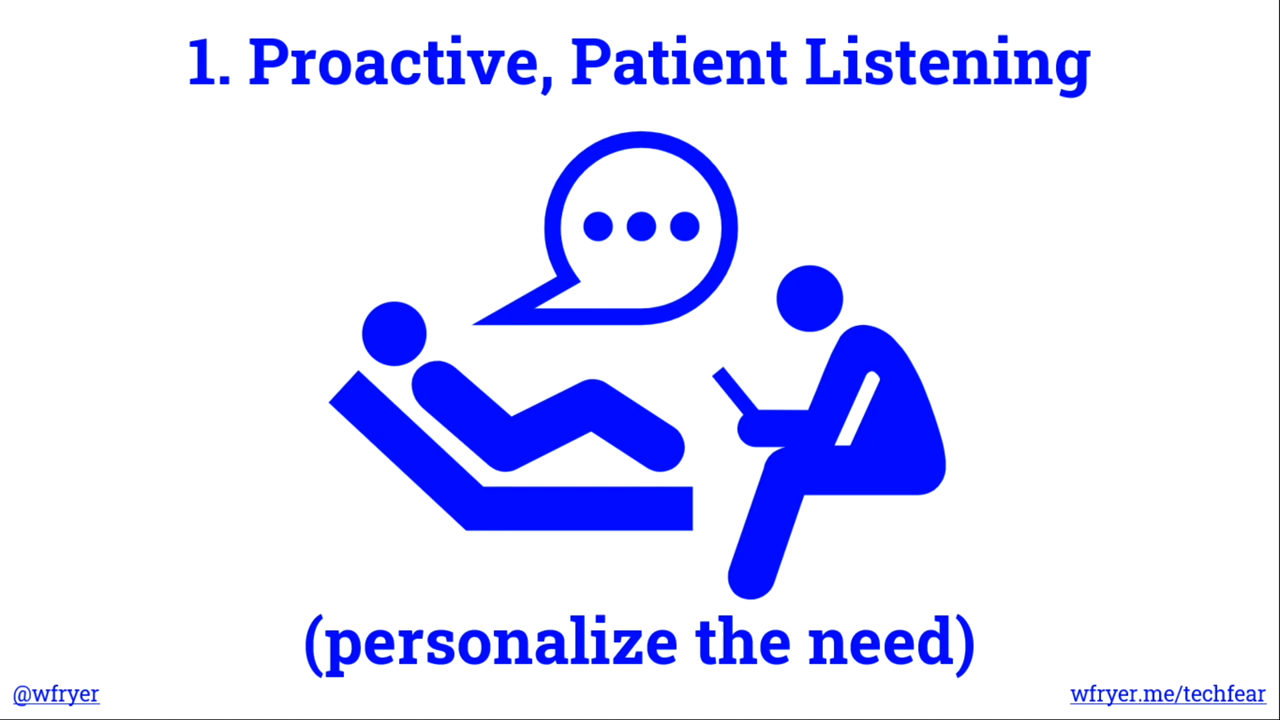 1. Proactive, Patient Listening
(personalize the need)
@wfryer
wfryer.me/techfear